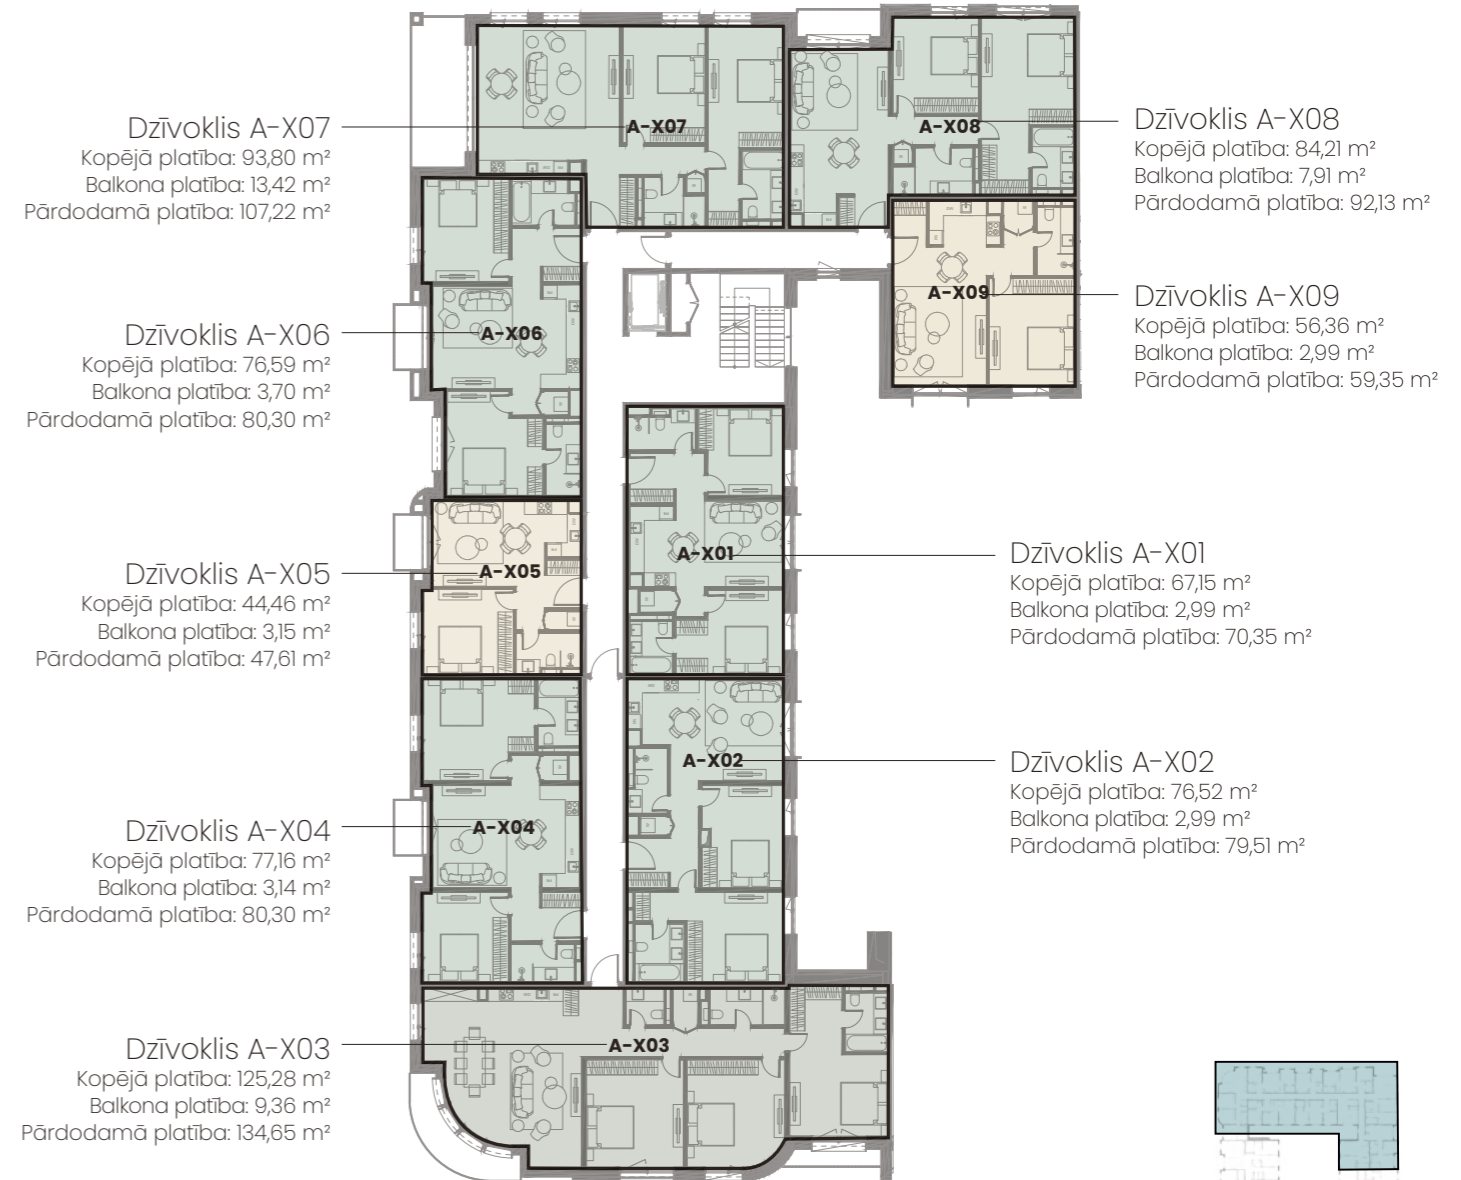 Dzīvoklis A-X07
Kopējā platība: 93,80 m²
Balkona platība: 13,42 m²
Pārdodamā platība: 107,22 m²
A-X07
A-X08
Dzīvoklis A-X08
Kopējā platība: 84,21 m²
Balkona platība: 7,91 m²
Pārdodamā platība: 92,13 m²
Dzīvoklis A-X06
Kopējā platība: 76,59 m²
Balkona platība: 3,70 m²
Pārdodamā platība: 80,30 m²
A-X06
A-X09
Dzīvoklis A-X09
Kopējā platība: 56,36 m²
Balkona platība: 2,99 m²
Pārdodamā platība: 59,35 m²
Dzīvoklis A-X05
Kopējā platība: 44,46 m²
Balkona platība: 3,15 m²
Pārdodamā platība: 47,61 m²
A-X05
A-X01
Dzīvoklis A-X01
Kopējā platība: 67,15 m²
Balkona platība: 2,99 m²
Pārdodamā platība: 70,35 m²
A-X02
Dzīvoklis A-X02
Kopējā platība: 76,52 m²
Balkona platība: 2,99 m²
Pārdodamā platība: 79,51 m²
Dzīvoklis A-X04
Kopējā platība: 77,16 m²
Balkona platība: 3,14 m²
Pārdodamā platība: 80,30 m²
A-X04
Dzīvoklis A-X03
Kopējā platība: 125,28 m²
Balkona platība: 9,36 m²
Pārdodamā platība: 134,65 m²
A-X03